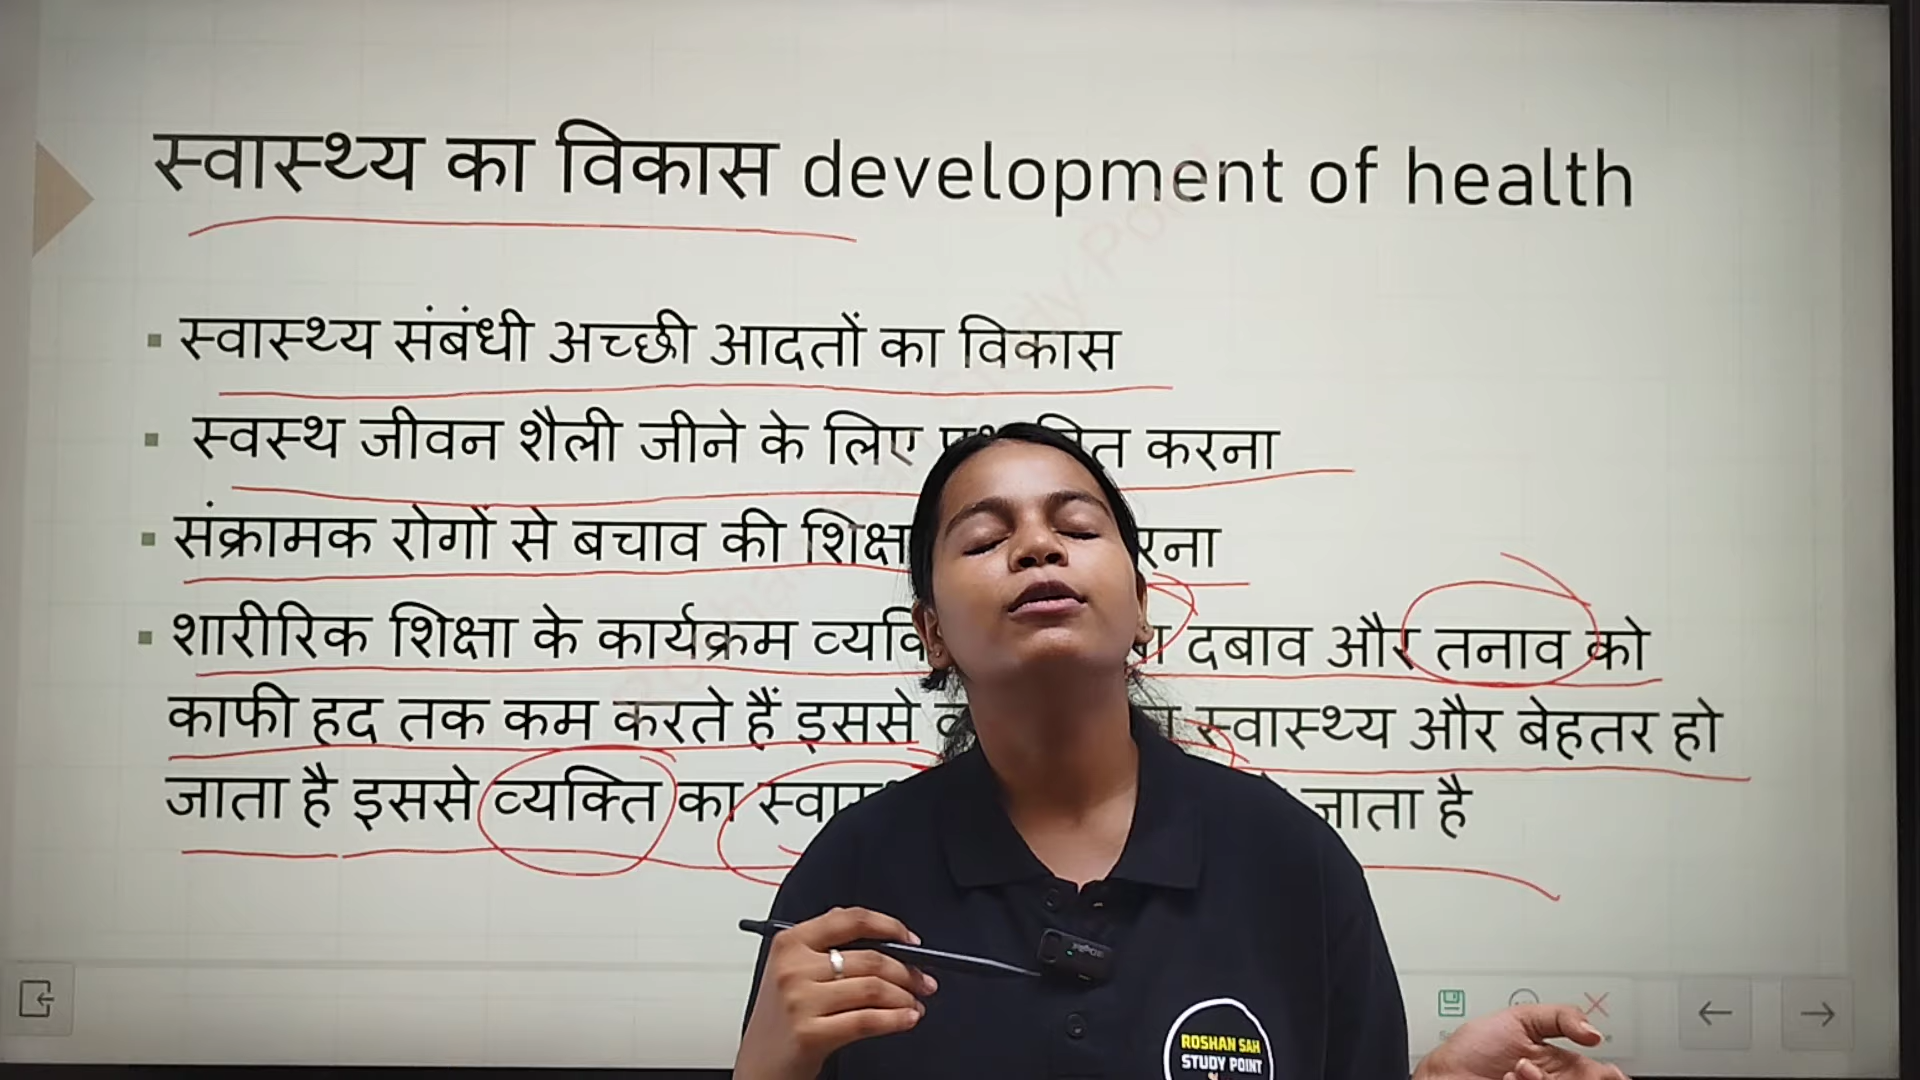 स्वास्थ्य का विकास development of health
स्वास्थ्य संबंधी अच्छी आदतों का विकास
स्वस्थ जीवन शैली जीने के लिए करना
संक्रामक रोगों से बचाव की शिक्षा
शारीरिक शिक्षा के कार्यक्रम दबाव और तनाव को
काफी हद तक कम करते हैं इससे स्वास्थ्य और बेहतर हो
जाता है इससे व्यक्ति का जाता है
ROSHAN SAH
STUDY POINT